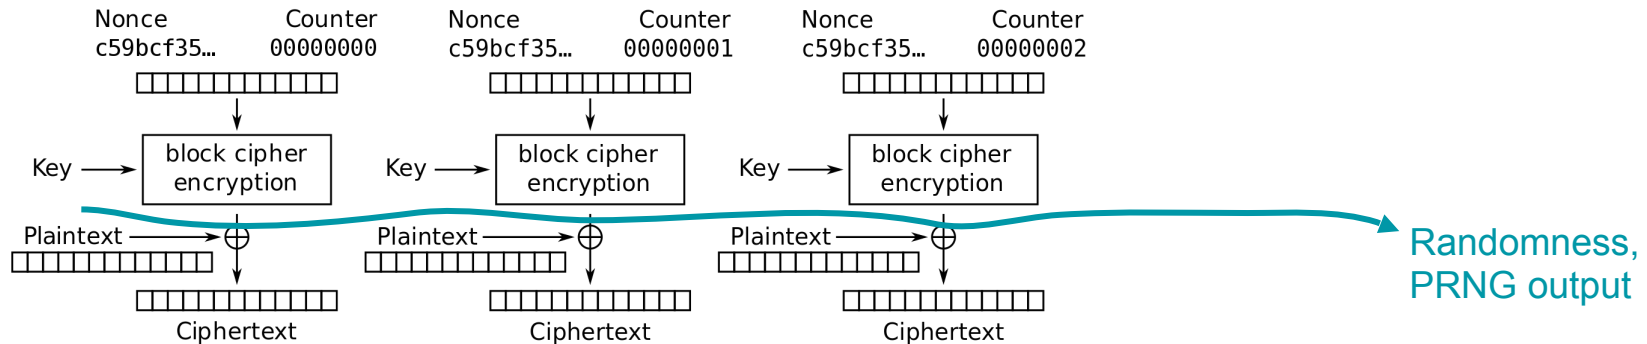 Nonce Counter Nonce Counter Nonce Counter
c59bcf35… 00000000 c59bcf35… 00000001 c59bcf35… 00000002
Key block cipher encryption Key block cipher encryption Key block cipher encryption
Plaintext Plaintext Plaintext
Ciphertext Ciphertext Ciphertext
Randomness,
PRNG output